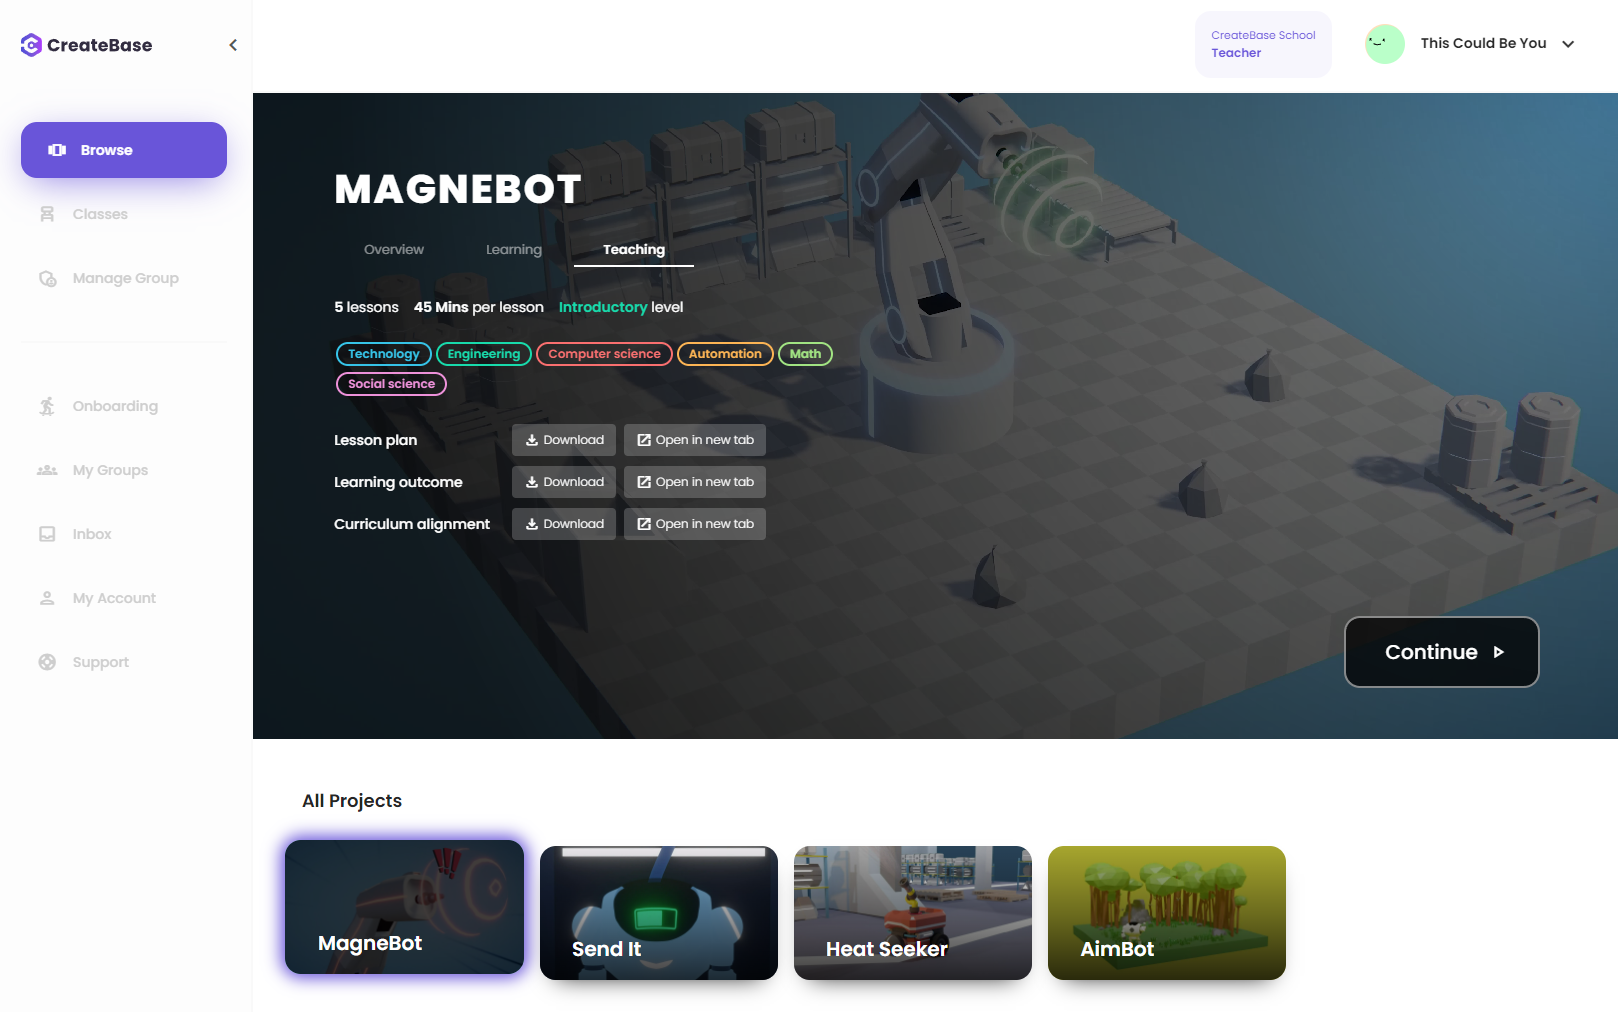 CreateBase
CreateBase School
Teacher
This Could Be You
Browse
Classes
Manage Group
Onboarding
My Groups
Inbox
My Account
Support
MAGNEBOT
Overview Learning Teaching
5 lessons 45 Mins per lesson Introductory level
Technology Engineering Computer science Automation Math
Social science
Lesson plan Download Open in new tab
Learning outcome Download Open in new tab
Curriculum alignment Download Open in new tab
Continue
All Projects
MagneBot Send It Heat Seeker AimBot